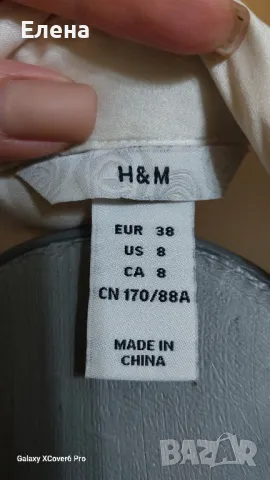 Елена
H&M
EUR 38
US 8
CA 8
CN 170/88A
MADE IN
CHINA
Galaxy XCover6 Pro
BAZAR